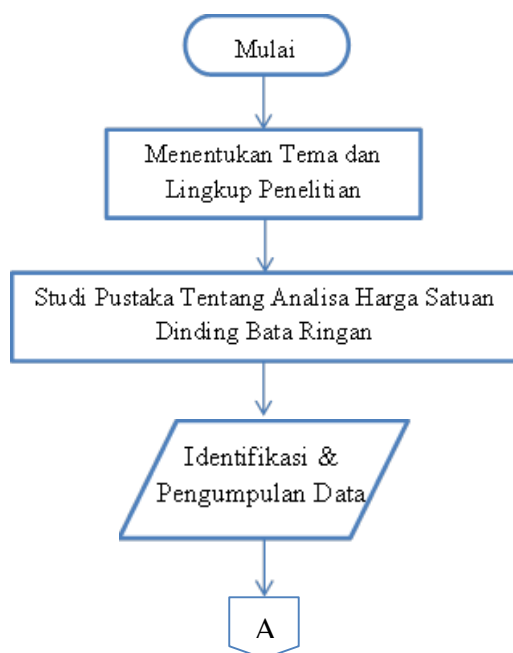 Mulai
Menentukan Tema dan
Lingkup Penelitian
Studi Pustaka Tentang Analisa Harga Satuan
Dinding Bata Ringan
Identifikasi &
Pengumpulan Data
A